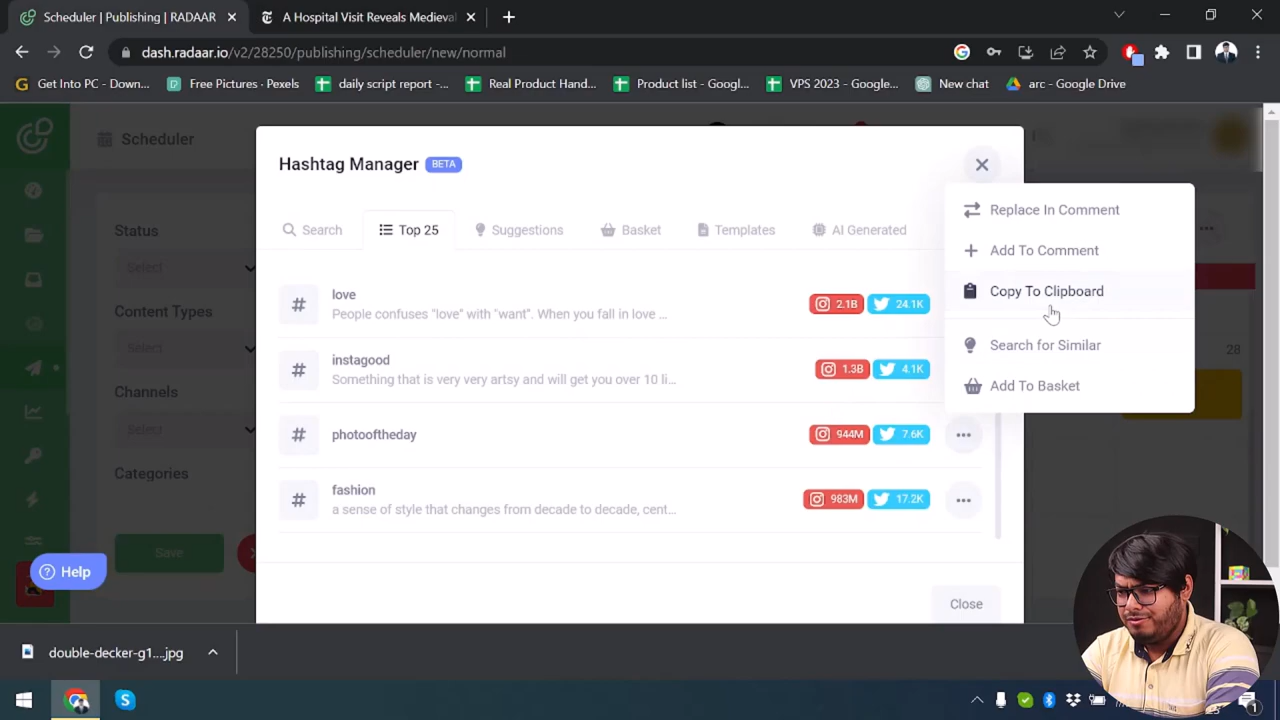 Scheduler | Publishing | RADAAR
A Hospital Visit Reveals Medieval
dash.radaar.io/v2/28250/publishing/scheduler/new/normal
Get Into PC - Down...
Free Pictures - Pexels
daily script report -...
Real Product Hand...
Product list - Googl...
VPS 2023 - Google...
New chat
arc - Google Drive
Scheduler
Status
Select
Content Types
Select
Channels
Select
Categories
Save
Help
Hashtag Manager BETA
Search
Top 25
Suggestions
Basket
Templates
AI Generated
# love
People confuses "love" with "want". When you fall in love ...
2.1B 24.1K
# instagood
Something that is very very artsy and will get you over 10 li...
1.3B 4.1K
# photooftheday
944M 7.6K
# fashion
a sense of style that changes from decade to decade, cent...
983M 17.2K
Close
Replace In Comment
Add To Comment
Copy To Clipboard
Search for Similar
Add To Basket
28
double-decker-g1....jpg
1